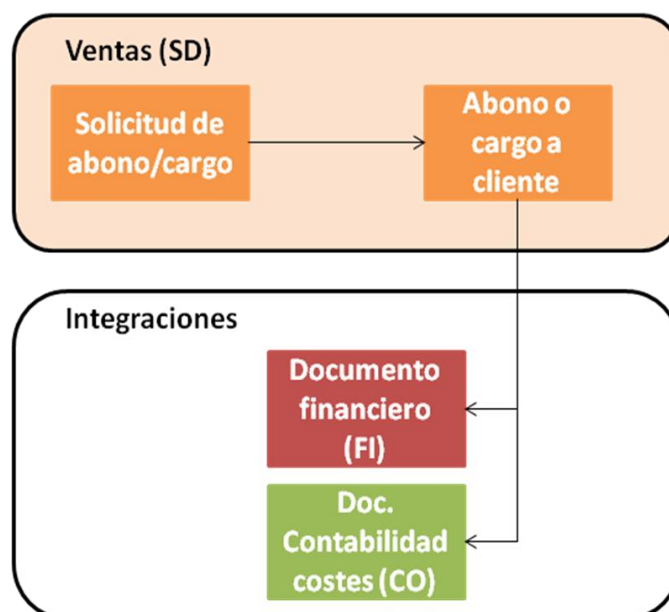 Ventas (SD)
Solicitud de
abono/cargo
Abono o
cargo a
cliente
Integraciones
Documento
financiero
(FI)
Doc.
Contabilidad
costes (CO)